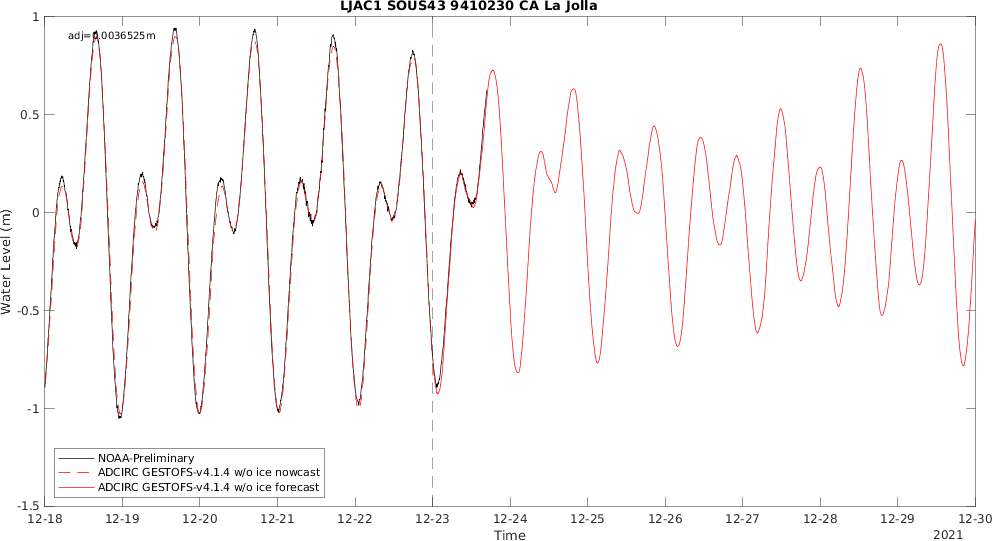 LJAC1 SOUS43 9410230 CA La Jolla
adj=0.0036525m
1
0.5
0
-0.5
-1
-1.5
Water Level (m)
NOAA-Preliminary
ADCIRC GESTOFS-v4.1.4 w/o ice nowcast
ADCIRC GESTOFS-v4.1.4 w/o ice forecast
12-18 12-19 12-20 12-21 12-22 12-23 12-24 12-25 12-26 12-27 12-28 12-29 12-30
Time
2021